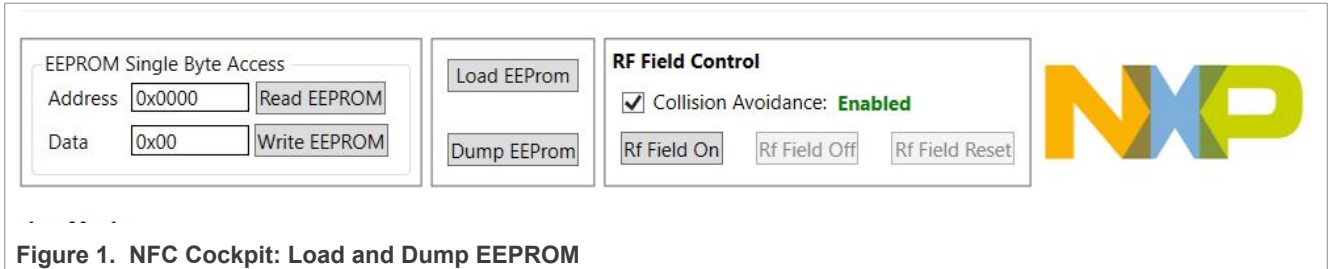 EEPROM Single Byte Access
Address 0x0000 Read EEPROM
Data 0x00 Write EEPROM
Load EEProm
Dump EEProm
RF Field Control
Collision Avoidance: Enabled
Rf Field On Rf Field Off Rf Field Reset
NXP
Figure 1. NFC Cockpit: Load and Dump EEPROM